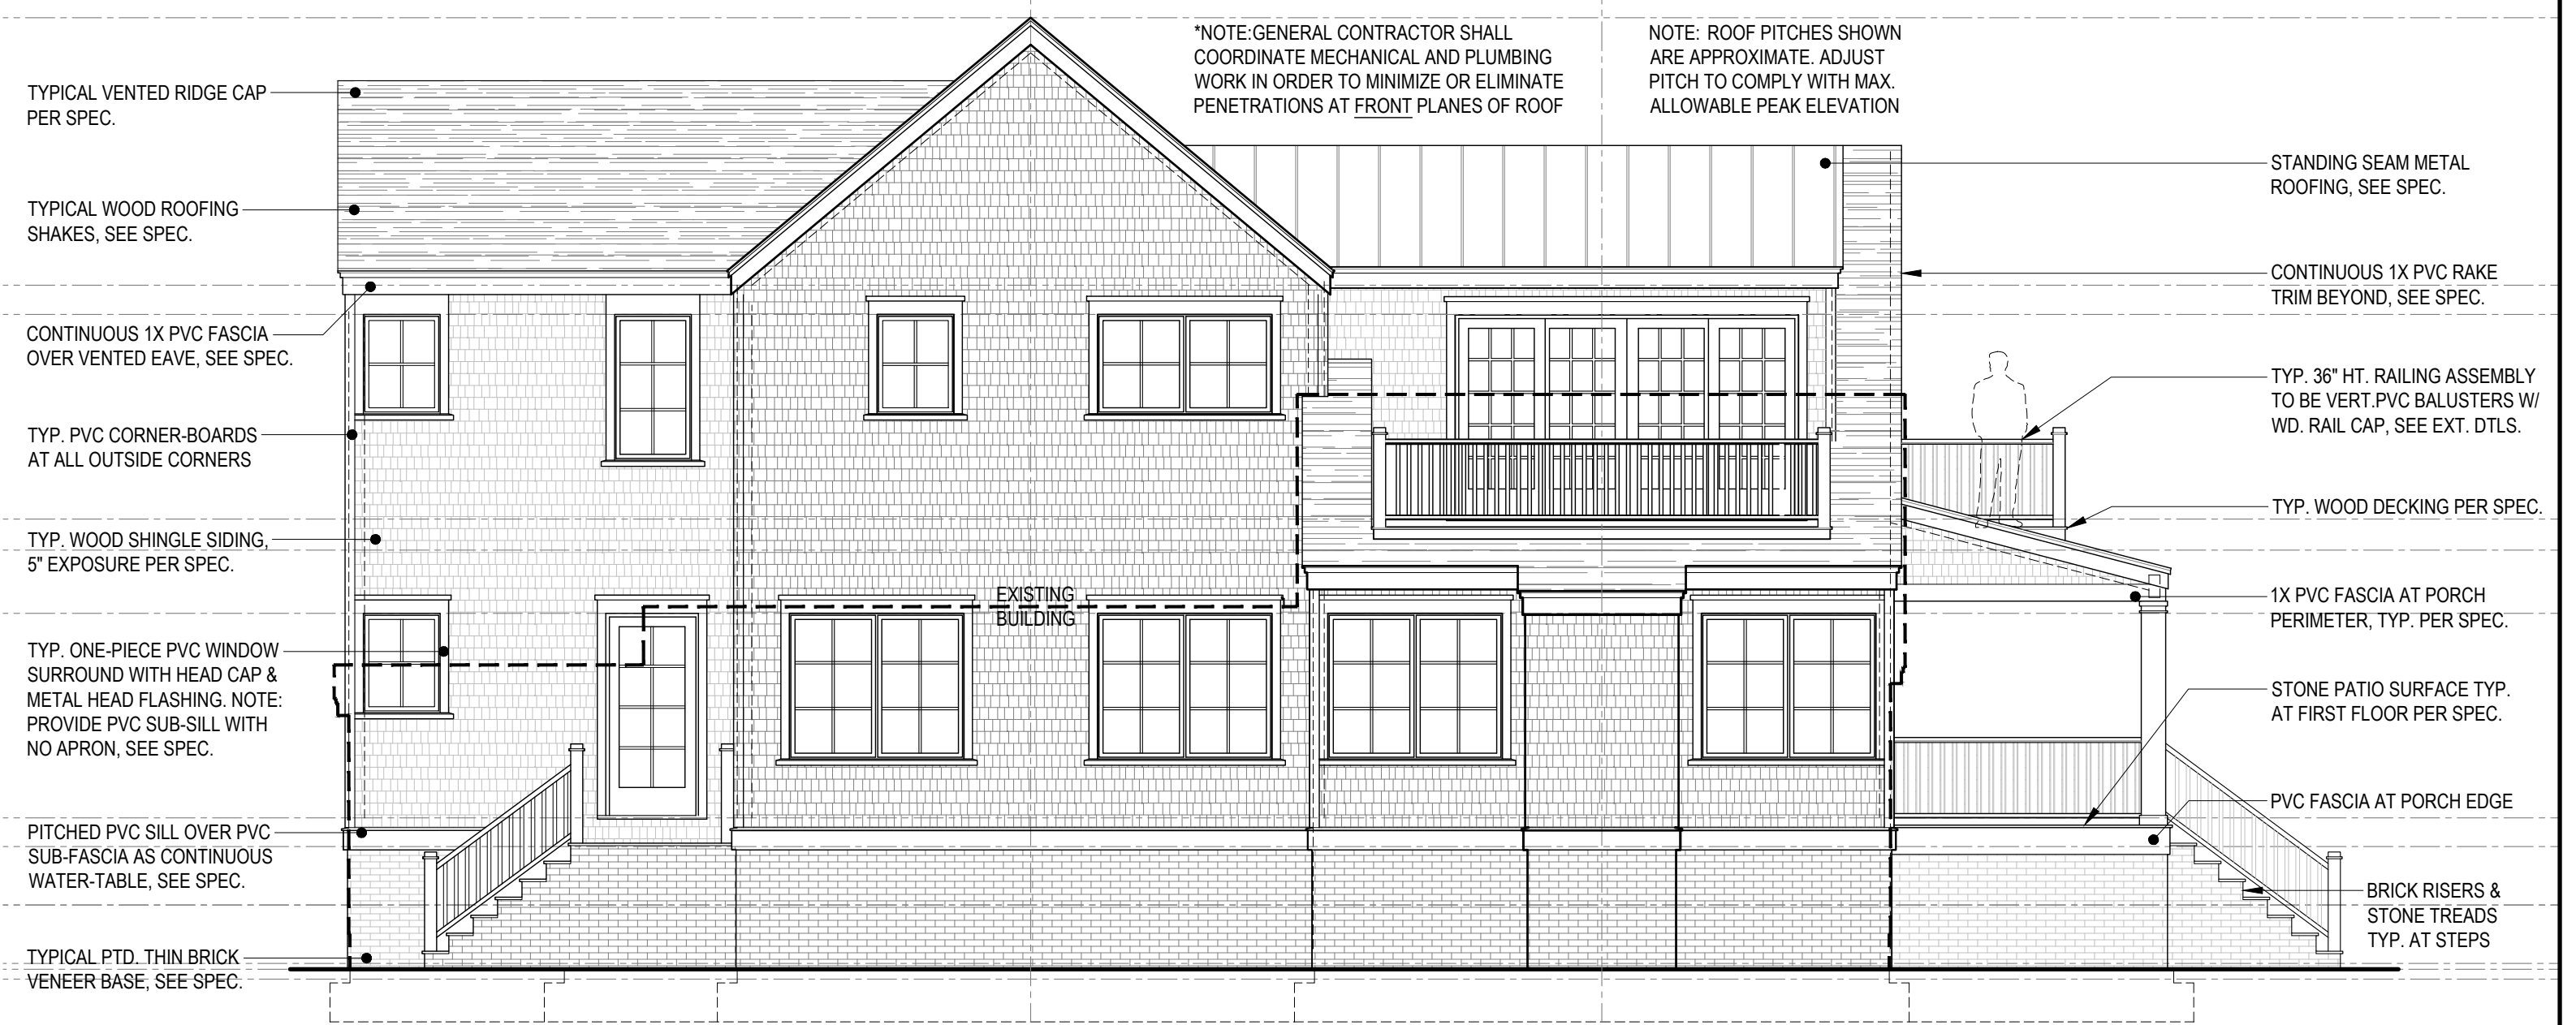 *NOTE:GENERAL CONTRACTOR SHALL
COORDINATE MECHANICAL AND PLUMBING
WORK IN ORDER TO MINIMIZE OR ELIMINATE
PENETRATIONS AT FRONT PLANES OF ROOF
NOTE: ROOF PITCHES SHOWN
ARE APPROXIMATE. ADJUST
PITCH TO COMPLY WITH MAX.
ALLOWABLE PEAK ELEVATION
TYPICAL VENTED RIDGE CAP
PER SPEC.
TYPICAL WOOD ROOFING
SHAKES, SEE SPEC.
CONTINUOUS 1X PVC FASCIA
OVER VENTED EAVE, SEE SPEC.
TYP. PVC CORNER-BOARDS
AT ALL OUTSIDE CORNERS
TYP. WOOD SHINGLE SIDING,
5" EXPOSURE PER SPEC.
TYP. ONE-PIECE PVC WINDOW
SURROUND WITH HEAD CAP &
METAL HEAD FLASHING. NOTE:
PROVIDE PVC SUB-SILL WITH
NO APRON, SEE SPEC.
PITCHED PVC SILL OVER PVC
SUB-FASCIA AS CONTINUOUS
WATER-TABLE, SEE SPEC.
TYPICAL PTD. THIN BRICK
VENEER BASE, SEE SPEC.
EXISTING
BUILDING
STANDING SEAM METAL
ROOFING, SEE SPEC.
CONTINUOUS 1X PVC RAKE
TRIM BEYOND, SEE SPEC.
TYP. 36" HT. RAILING ASSEMBLY
TO BE VERT.PVC BALUSTERS W/
WD. RAIL CAP, SEE EXT. DTLS.
TYP. WOOD DECKING PER SPEC.
1X PVC FASCIA AT PORCH
PERIMETER, TYP. PER SPEC.
STONE PATIO SURFACE TYP.
AT FIRST FLOOR PER SPEC.
PVC FASCIA AT PORCH EDGE
BRICK RISERS &
STONE TREADS
TYP. AT STEPS